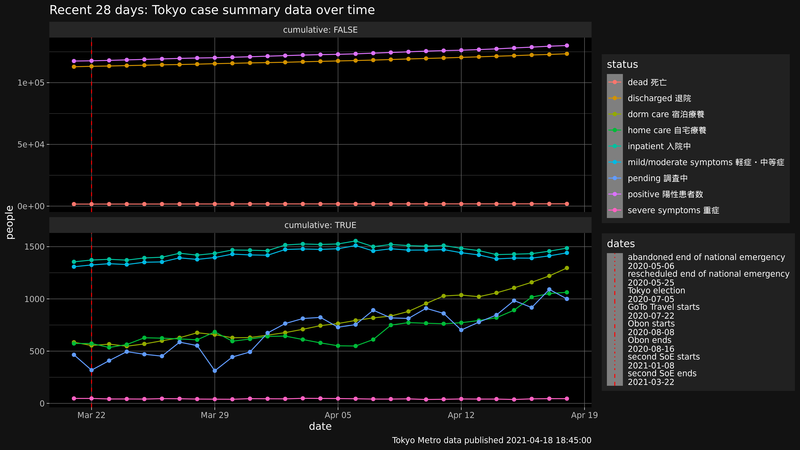 Recent 28 days: Tokyo case summary data over time
cumulative: FALSE
1e+05
5e+04
0e+00
people
cumulative: TRUE
1500
1000
500
0
Mar 22
Mar 29
Apr 05
Apr 12
Apr 19
date
Tokyo Metro data published 2021-04-18 18:45:00
status
dead 死亡
discharged 退院
dorm care 宿泊療養
home care 自宅療養
inpatient 入院中
mild/moderate symptoms 軽症・中等症
pending 調査中
positive 陽性患者数
severe symptoms 重症
dates
abandoned end of national emergency
2020-05-06
rescheduled end of national emergency
2020-05-25
Tokyo election
2020-07-05
GoTo Travel starts
2020-07-22
Obon starts
2020-08-08
Obon ends
2020-08-16
second SoE starts
2021-01-08
second SoE ends
2021-03-22